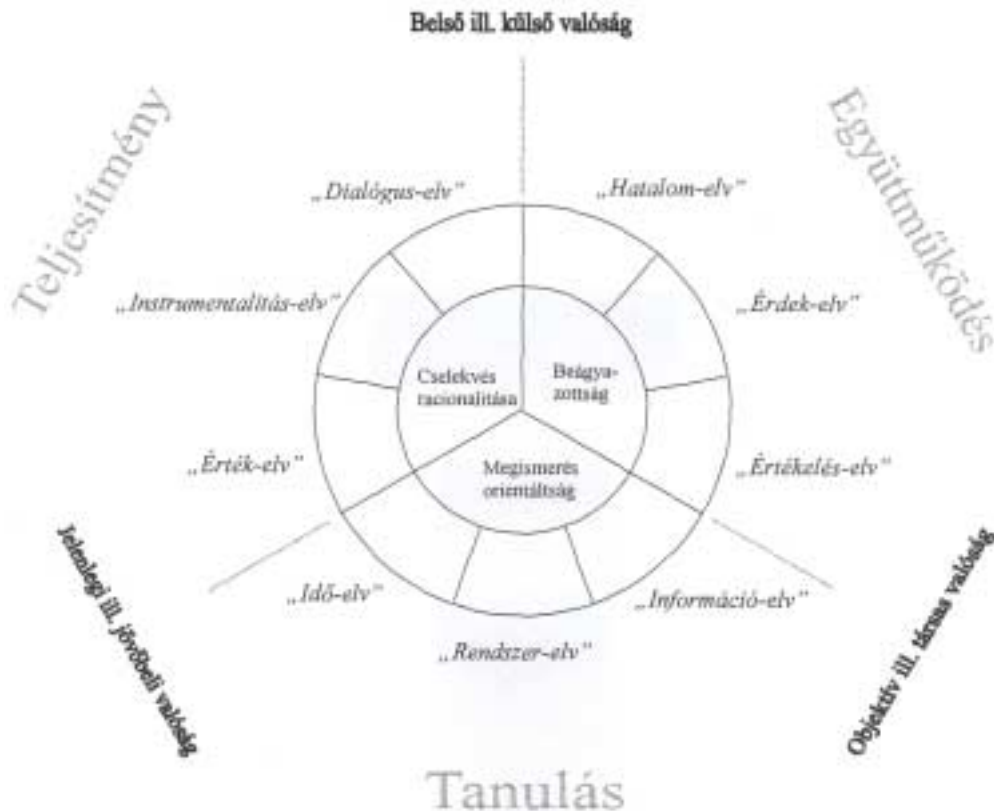 Belső ill. külső valóság
Teljesítmény
Együttműködés
„Dialógus-elv”
„Hatalom-elv”
„Instrumentalitás-elv”
„Érdek-elv”
Cselekvés
racionalitása
Beágya-
zottság
„Érték-elv”
Megismerés
orientáltság
„Értékelés-elv”
Jelenlegi ill. jövőbeli valóság
Objektív ill. társas valóság
„Idő-elv”
„Információ-elv”
„Rendszer-elv”
Tanulás